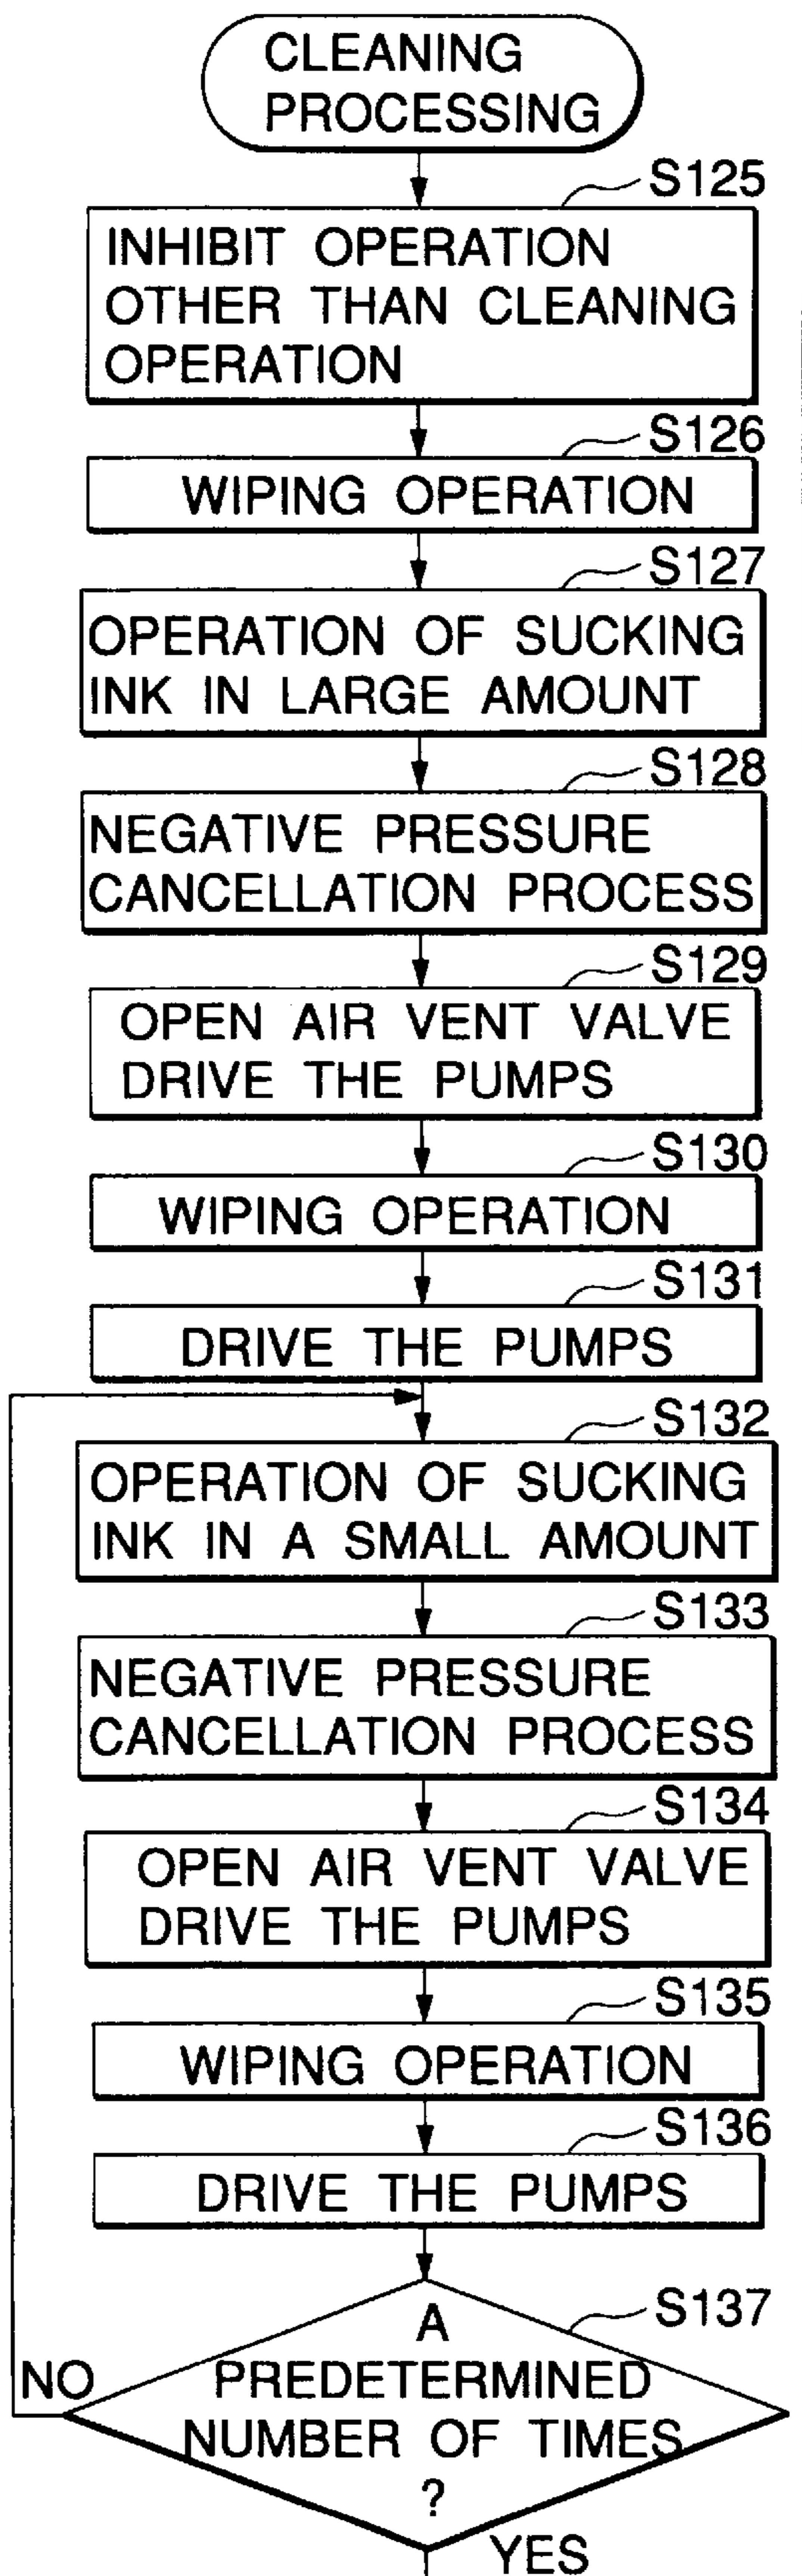 CLEANING
PROCESSING
S125
INHIBIT OPERATION
OTHER THAN CLEANING
OPERATION
S126
WIPING OPERATION
S127
OPERATION OF SUCKING
INK IN LARGE AMOUNT
S128
NEGATIVE PRESSURE
CANCELLATION PROCESS
S129
OPEN AIR VENT VALVE
DRIVE THE PUMPS
S130
WIPING OPERATION
S131
DRIVE THE PUMPS
S132
OPERATION OF SUCKING
INK IN A SMALL AMOUNT
S133
NEGATIVE PRESSURE
CANCELLATION PROCESS
S134
OPEN AIR VENT VALVE
DRIVE THE PUMPS
S135
WIPING OPERATION
S136
DRIVE THE PUMPS
S137
A
PREDETERMINED
NUMBER OF TIMES
?
NO
YES